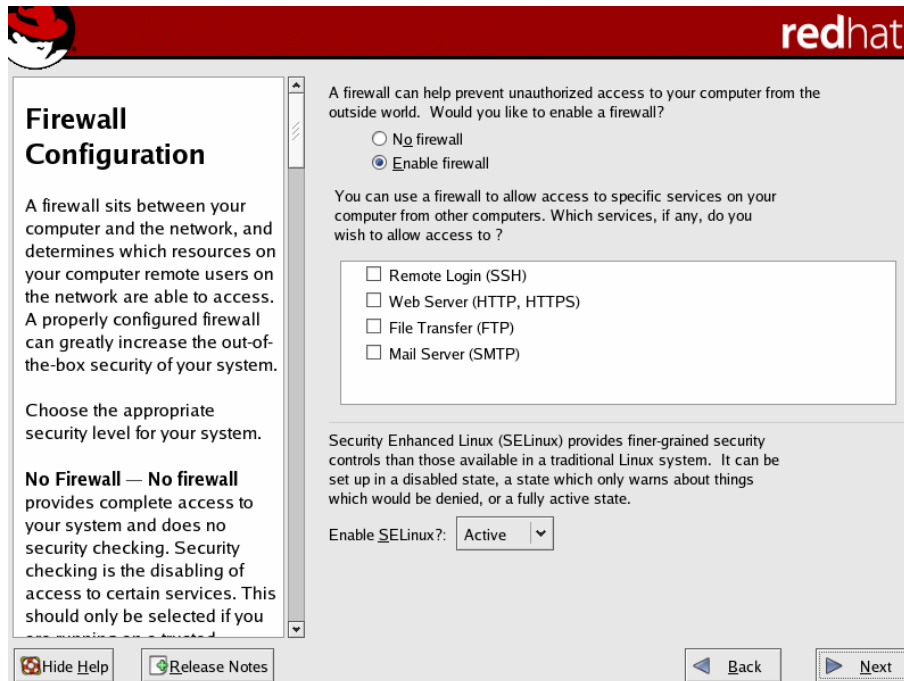 redhat
Firewall
Configuration
A firewall sits between your
computer and the network, and
determines which resources on
your computer remote users on
the network are able to access.
A properly configured firewall
can greatly increase the out-of-
the-box security of your system.
Choose the appropriate
security level for your system.
No Firewall — No firewall
provides complete access to
your system and does no
security checking. Security
checking is the disabling of
access to certain services. This
should only be selected if you
are running on a trusted
A firewall can help prevent unauthorized access to your computer from the
outside world. Would you like to enable a firewall?
No firewall
Enable firewall
You can use a firewall to allow access to specific services on your
computer from other computers. Which services, if any, do you
wish to allow access to ?
Remote Login (SSH)
Web Server (HTTP, HTTPS)
File Transfer (FTP)
Mail Server (SMTP)
Security Enhanced Linux (SELinux) provides finer-grained security
controls than those available in a traditional Linux system. It can be
set up in a disabled state, a state which only warns about things
which would be denied, or a fully active state.
Enable SELinux?: Active
Hide Help
Release Notes
Back
Next